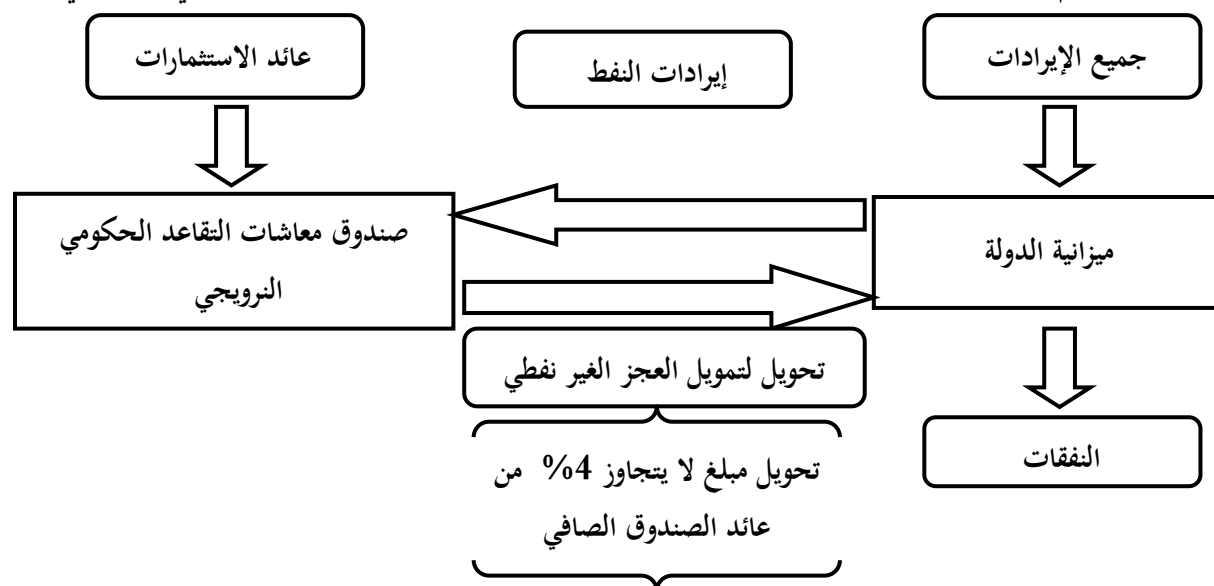 جميع الإيرادات
إيرادات النفط
عائد الاستثمارات
ميزانية الدولة
صندوق معاشات التقاعد الحكومي
النرويجي
تحويل لتمويل العجز الغير نفطي
تحويل مبلغ لا يتجاوز 4% من
عائد الصندوق الصافي
النفقات